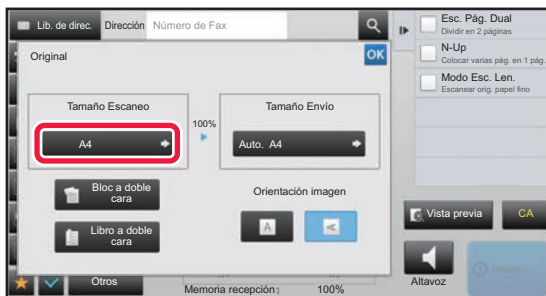 Lib. de direc.
Dirección
Número de Fax
Original
OK
Tamaño Escaneo
A4
100%
Tamaño Envío
Auto. A4
Bloc a doble
cara
Libro a doble
cara
Orientación imagen
A
A
Otros
Memoria recepción:
100%
Esc. Pág. Dual
Dividir en 2 páginas
N-Up
Colocar varias pág. en 1 pág.
Modo Esc. Len.
Escanear orig. papel fino
Vista previa
CA
Altavoz